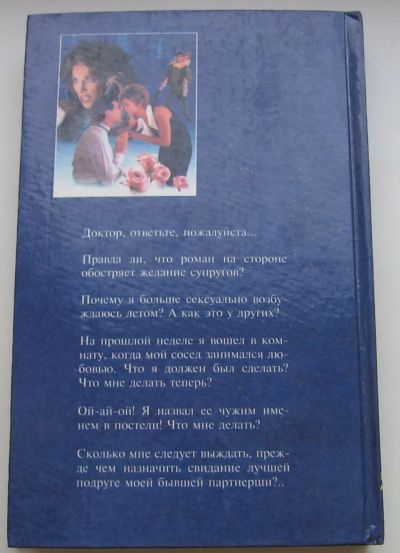 Доктор, ответьте, пожалуйста...
Правда ли, что роман на стороне
обостряет желание супругов?
Почему я больше сексуально возбу-
ждаюсь летом? А как это у других?
На прошлой неделе я вошел в ком-
нату, когда мой сосед занимался лю-
бовью. Что я должен был сделать?
Что мне делать теперь?
Ой-ай-ой! Я назвал ее чужим име-
нем в постели! Что мне делать?
Сколько мне следует выждать, преж-
де чем назначить свидание лучшей
подруге моей бывшей партнерши?..